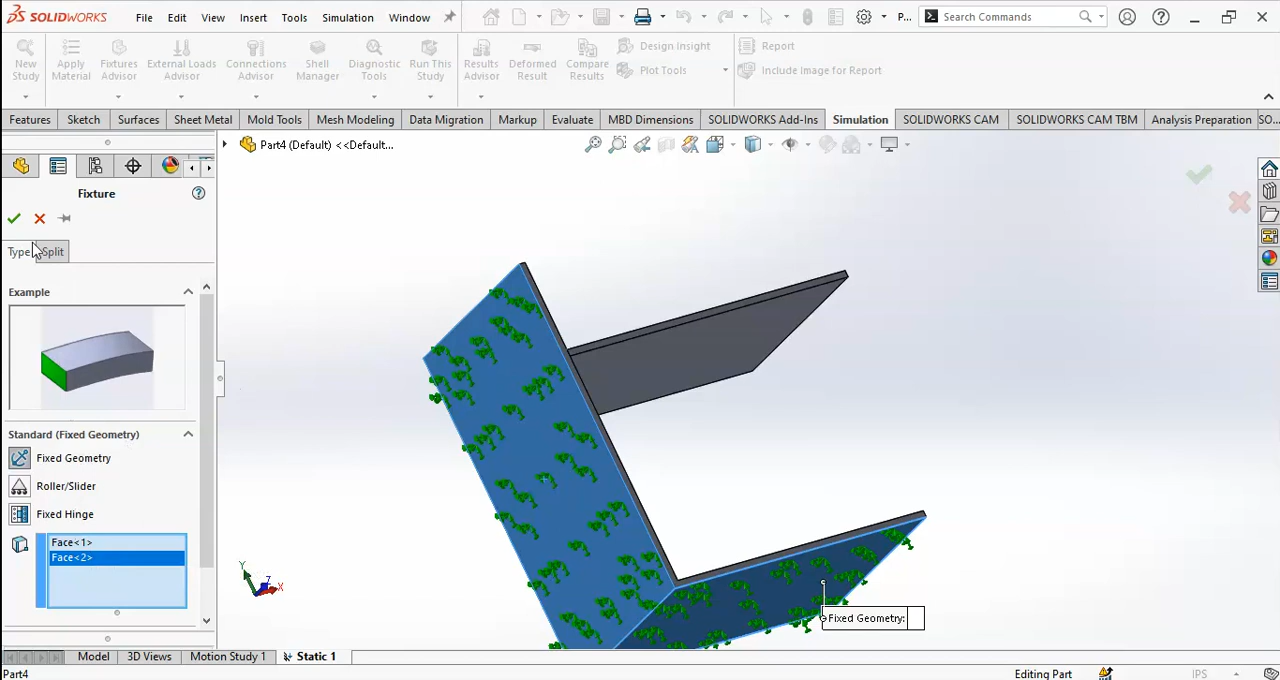 SOLIDWORKS File Edit View Insert Tools Simulation Window P... Search Commands
New Study
Apply Material
Fixtures Advisor
External Loads Advisor
Connections Advisor
Shell Manager
Diagnostic Tools
Run This Study
Results Advisor
Deformed Result
Compare Results
Design Insight
Plot Tools
Report
Include Image for Report
Features Sketch Surfaces Sheet Metal Mold Tools Mesh Modeling Data Migration Markup Evaluate MBD Dimensions SOLIDWORKS Add-Ins Simulation SOLIDWORKS CAM SOLIDWORKS CAM TBM Analysis Preparation SO...
Part4 (Default) <<Default...
Fixture
Type Split
Example
Standard (Fixed Geometry)
Fixed Geometry
Roller/Slider
Fixed Hinge
Face<1>
Face<2>
Fixed Geometry:
Y
Z
X
Model 3D Views Motion Study 1 Static 1
Part4 Editing Part IPS